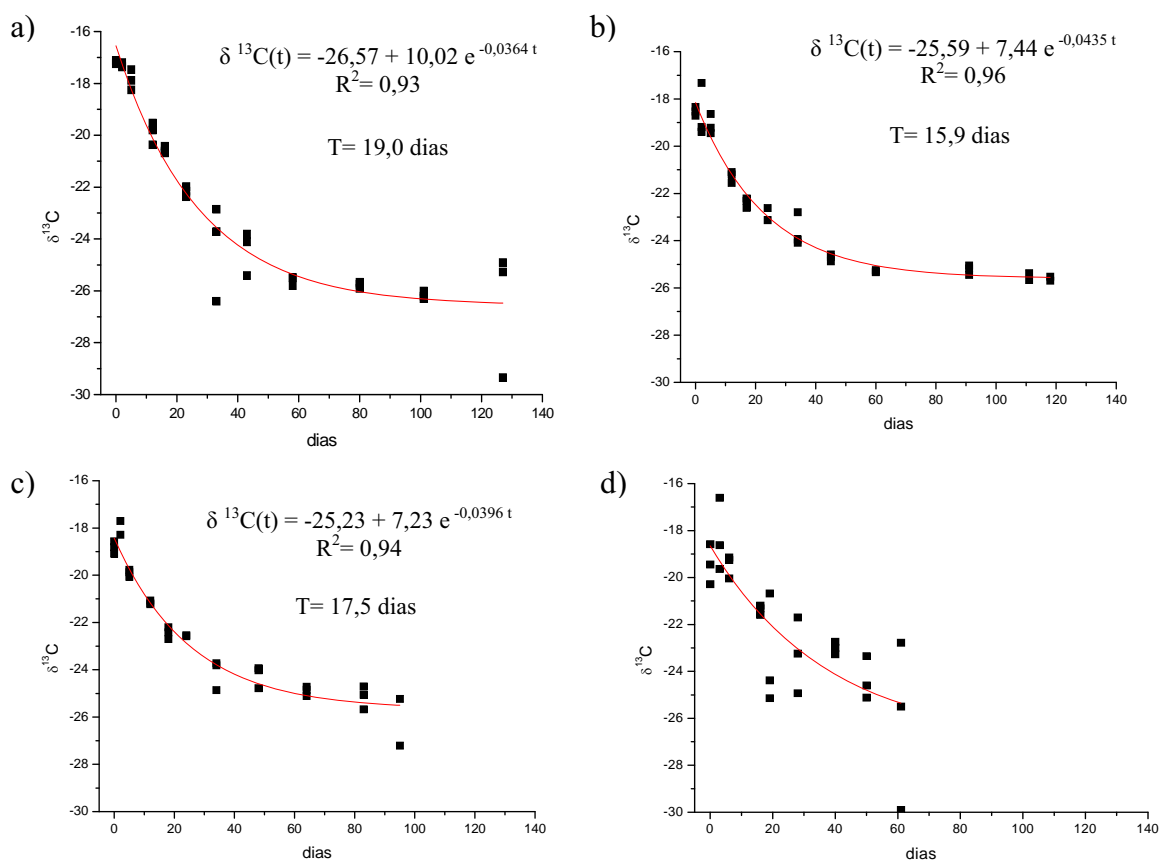 a)
δ ¹³C(t) = -26,57 + 10,02 e⁻⁰,⁰³⁶⁴ ᵗ
R²= 0,93
T= 19,0 dias
δ¹³C
-16
-18
-20
-22
-24
-26
-28
-30
0 20 40 60 80 100 120 140
dias
b)
δ ¹³C(t) = -25,59 + 7,44 e⁻⁰,⁰⁴³⁵ ᵗ
R²= 0,96
T= 15,9 dias
δ¹³C
-16
-18
-20
-22
-24
-26
-28
-30
0 20 40 60 80 100 120 140
dias
c)
δ ¹³C(t) = -25,23 + 7,23 e⁻⁰,⁰³⁹⁶ ᵗ
R²= 0,94
T= 17,5 dias
δ¹³C
-16
-18
-20
-22
-24
-26
-28
-30
0 20 40 60 80 100 120 140
dias
d)
δ¹³C
-16
-18
-20
-22
-24
-26
-28
-30
0 20 40 60 80 100 120 140
dias